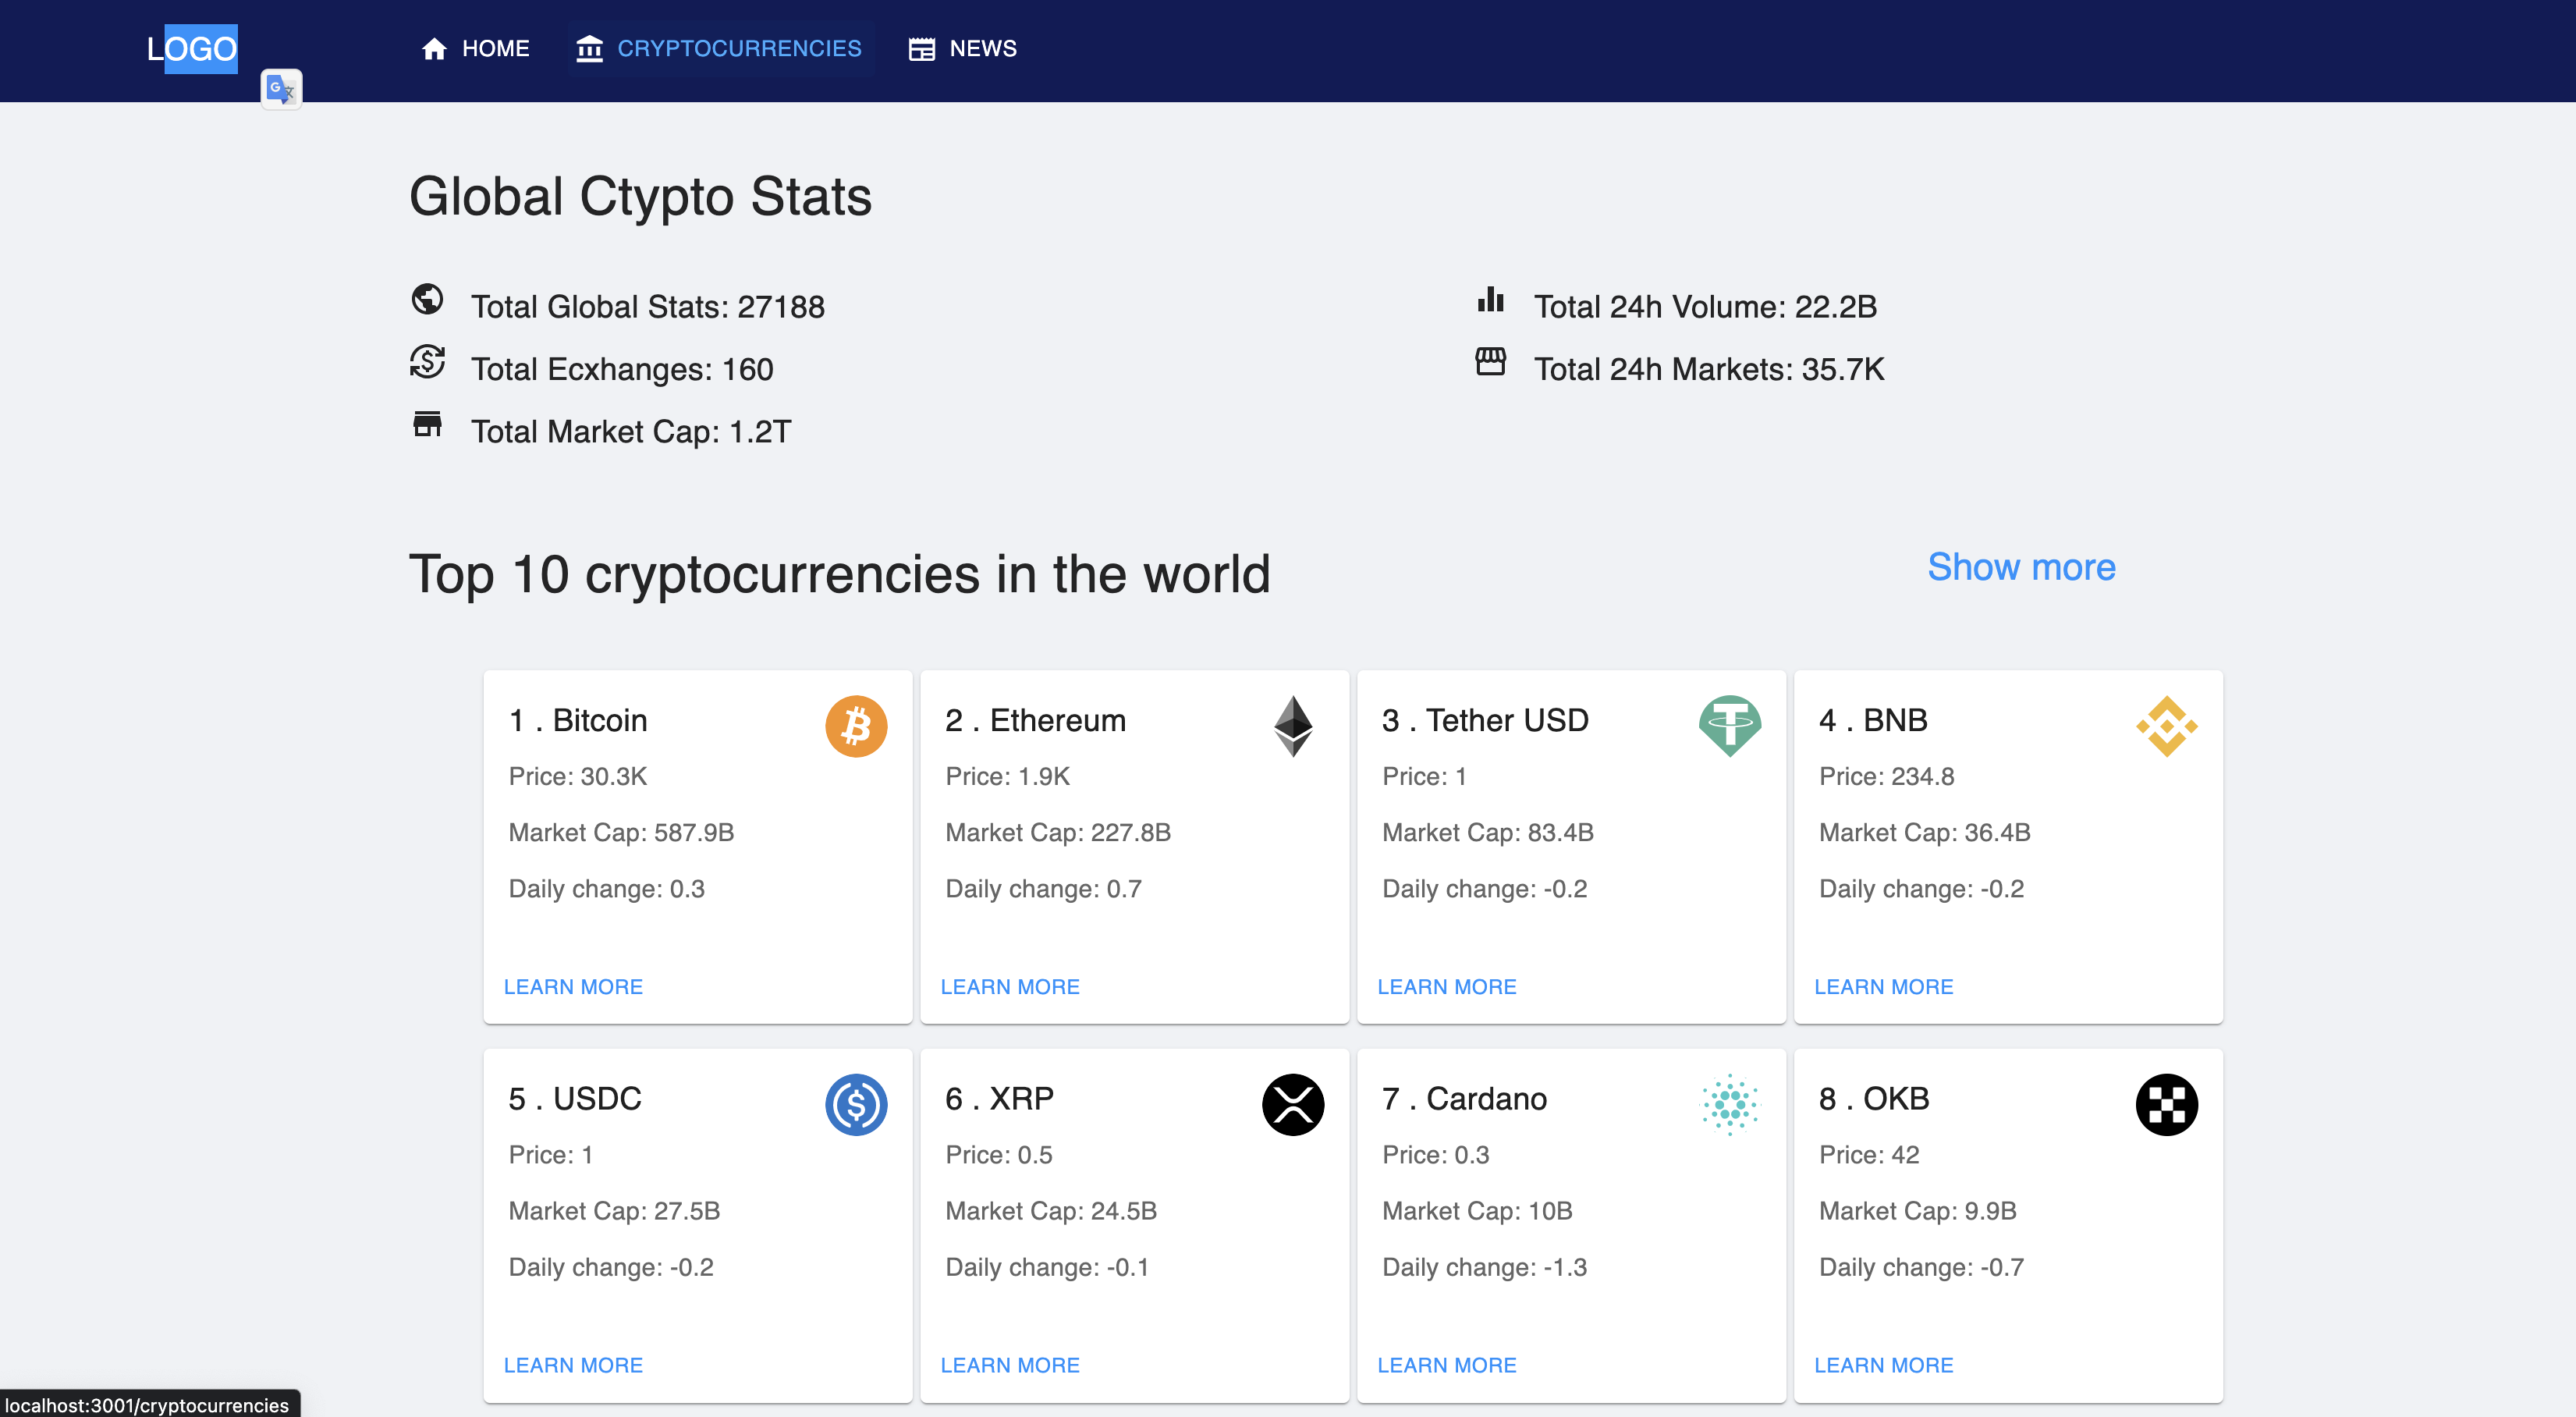 LOGO HOME CRYPTOCURRENCIES NEWS
Global Ctypto Stats
Total Global Stats: 27188 Total 24h Volume: 22.2B
Total Ecxhanges: 160 Total 24h Markets: 35.7K
Total Market Cap: 1.2T
Top 10 cryptocurrencies in the world Show more
1 . Bitcoin
Price: 30.3K
Market Cap: 587.9B
Daily change: 0.3
LEARN MORE
2 . Ethereum
Price: 1.9K
Market Cap: 227.8B
Daily change: 0.7
LEARN MORE
3 . Tether USD
Price: 1
Market Cap: 83.4B
Daily change: -0.2
LEARN MORE
4 . BNB
Price: 234.8
Market Cap: 36.4B
Daily change: -0.2
LEARN MORE
5 . USDC
Price: 1
Market Cap: 27.5B
Daily change: -0.2
LEARN MORE
6 . XRP
Price: 0.5
Market Cap: 24.5B
Daily change: -0.1
LEARN MORE
7 . Cardano
Price: 0.3
Market Cap: 10B
Daily change: -1.3
LEARN MORE
8 . OKB
Price: 42
Market Cap: 9.9B
Daily change: -0.7
LEARN MORE
localhost:3001/cryptocurrencies